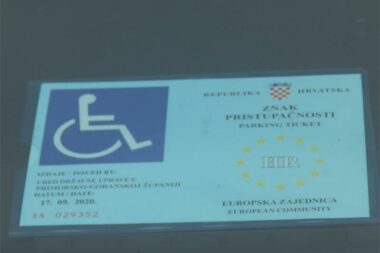 REPUBLIKA HRVATSKA
ZNAK
PRISTUPAČNOSTI
PARKING TICKET
HR
IZDAJE / ISSUED BY:
URED DRŽAVNE UPRAVE U
PRIMORSKO-GORANSKOJ ŽUPANIJI
DATUM / DATE:
17. 09. 2020.
SA 029352
EUROPSKA ZAJEDNICA
EUROPEAN COMMUNITY